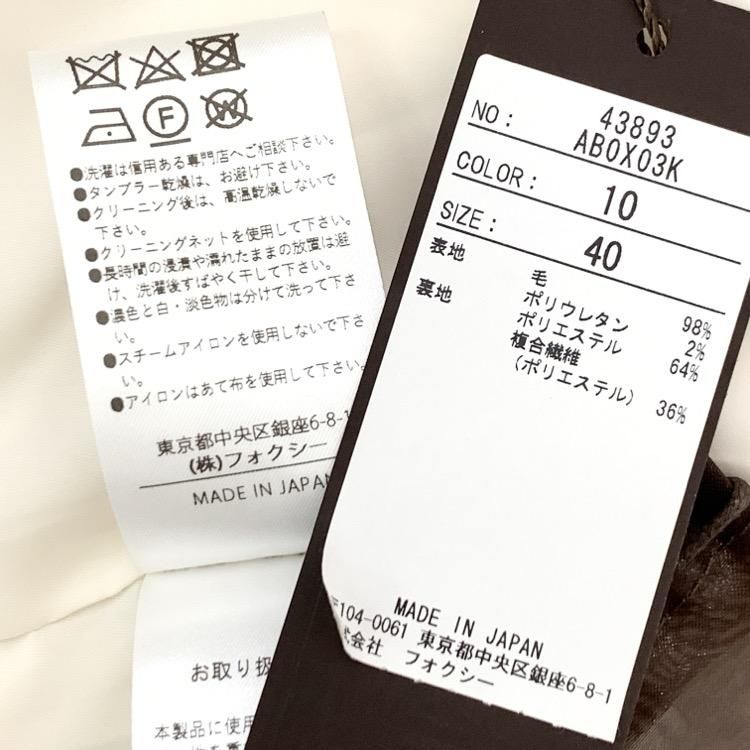 F
W
●洗濯は信用ある専門店へご相談下さい。
●タンブラー乾燥は、お避け下さい。
●クリーニング後は、高温乾燥しないで
下さい。
●クリーニングネットを使用して下さい。
●長時間の浸漬や濡れたままの放置は避
け、洗濯後すばやく干して下さい。
●濃色と白・淡色物は分けて洗って下さ
い。
●スチームアイロンを使用しないで下さ
い。
●アイロンはあて布を使用して下さい。
東京都中央区銀座6-8-1
(株)フォクシー
MADE IN JAPAN
お取り扱
本製品に使用
NO: 43893
AB0X03K
COLOR: 10
SIZE: 40
表地 毛 98%
ポリウレタン 2%
裏地 ポリエステル 64%
複合繊維
(ポリエステル) 36%
MADE IN JAPAN
〒104-0061 東京都中央区銀座6-8-1
式会社 フォクシー